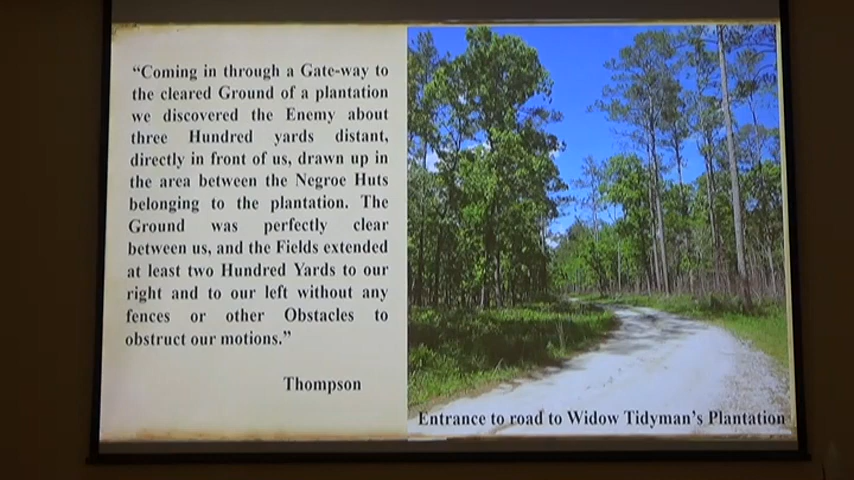 “Coming in through a Gate-way to
the cleared Ground of a plantation
we discovered the Enemy about
three Hundred yards distant,
directly in front of us, drawn up in
the area between the Negroe Huts
belonging to the plantation. The
Ground was perfectly clear
between us, and the Fields extended
at least two Hundred Yards to our
right and to our left without any
fences or other Obstacles to
obstruct our motions.”
Thompson
Entrance to road to Widow Tidyman’s Plantation